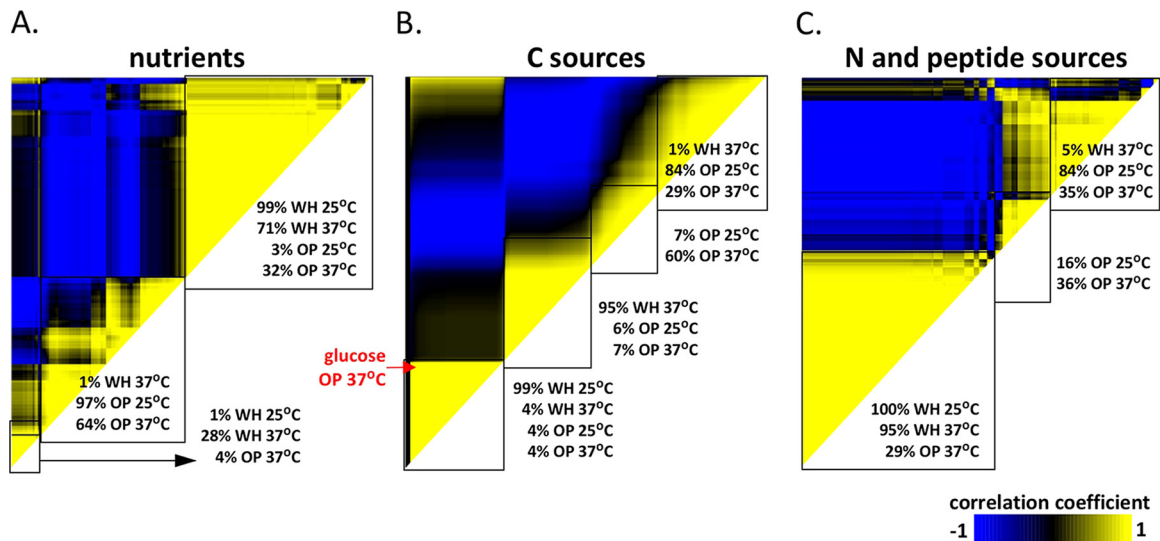 A.
nutrients
99% WH 25°C
71% WH 37°C
3% OP 25°C
32% OP 37°C
1% WH 37°C
97% OP 25°C
64% OP 37°C
1% WH 25°C
28% WH 37°C
4% OP 37°C
B.
C sources
1% WH 37°C
84% OP 25°C
29% OP 37°C
7% OP 25°C
60% OP 37°C
95% WH 37°C
6% OP 25°C
7% OP 37°C
glucose
OP 37°C
99% WH 25°C
4% WH 37°C
4% OP 25°C
4% OP 37°C
C.
N and peptide sources
5% WH 37°C
84% OP 25°C
35% OP 37°C
16% OP 25°C
36% OP 37°C
100% WH 25°C
95% WH 37°C
29% OP 37°C
correlation coefficient
-1 1